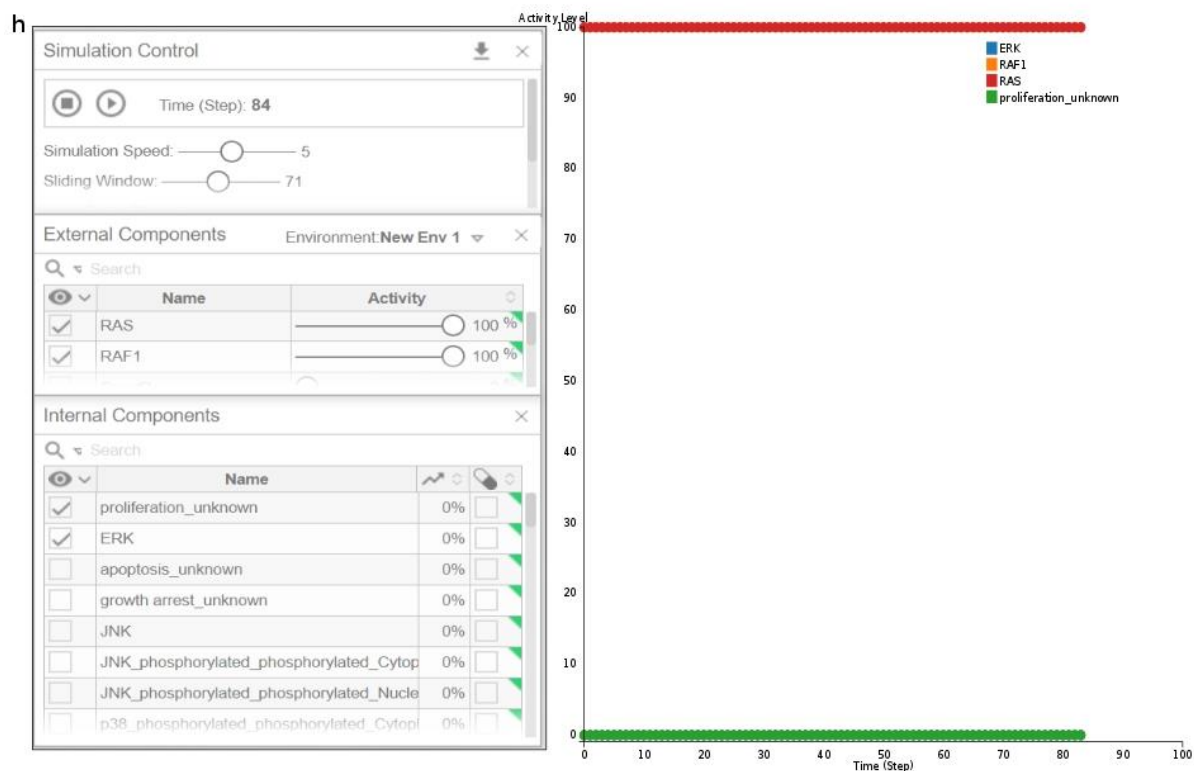 h
Simulation Control
Time (Step): 84
Simulation Speed: 5
Sliding Window: 71
External Components Environment:New Env 1
Search
Name Activity
RAS 100 %
RAF1 100 %
Internal Components
Search
Name
proliferation_unknown 0%
ERK 0%
apoptosis_unknown 0%
growth arrest_unknown 0%
JNK 0%
JNK_phosphorylated_phosphorylated_Cytop 0%
JNK_phosphorylated_phosphorylated_Nucle 0%
p38_phosphorylated_phosphorylated_Cytopl 0%
Activity Level
100
90
80
70
60
50
40
30
20
10
0
0 10 20 30 40 50 60 70 80 90 100
Time (Step)
ERK
RAF1
RAS
proliferation_unknown